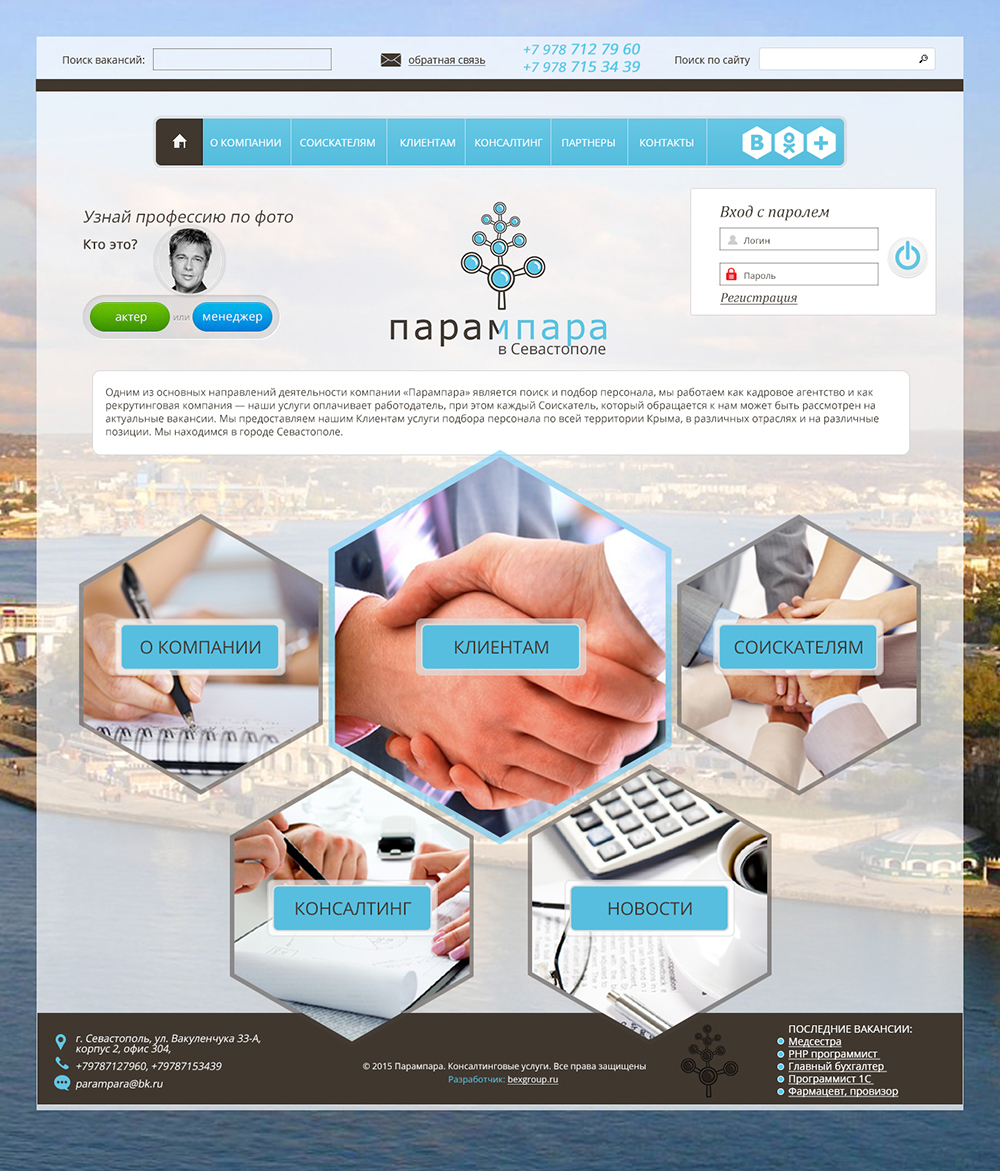 Поиск вакансий:
обратная связь
+7 978 712 79 60
+7 978 715 34 39
Поиск по сайту
О КОМПАНИИ
СОИСКАТЕЛЯМ
КЛИЕНТАМ
КОНСАЛТИНГ
ПАРТНЕРЫ
КОНТАКТЫ
В
Узнай профессию по фото
Кто это?
актер или менеджер
парампара
в Севастополе
Вход с паролем
Логин
Пароль
Регистрация
Одним из основных направлений деятельности компании «Парампара» является поиск и подбор персонала, мы работаем как кадровое агентство и как
рекрутинговая компания — наши услуги оплачивает работодатель, при этом каждый Соискатель, который обращается к нам может быть рассмотрен на
актуальные вакансии. Мы предоставляем нашим Клиентам услуги подбора персонала по всей территории Крыма, в различных отраслях и на различные
позиции. Мы находимся в городе Севастополе.
О КОМПАНИИ
КЛИЕНТАМ
СОИСКАТЕЛЯМ
КОНСАЛТИНГ
НОВОСТИ
г. Севастополь, ул. Вакуленчука 33-А,
корпус 2, офис 304,
+79787127960, +79787153439
parampara@bk.ru
© 2015 Парампара. Консалтинговые услуги. Все права защищены
Разработчик: bexgroup.ru
ПОСЛЕДНИЕ ВАКАНСИИ:
Медсестра
PHP программист
Главный бухгалтер
Программист 1С
Фармацевт, провизор